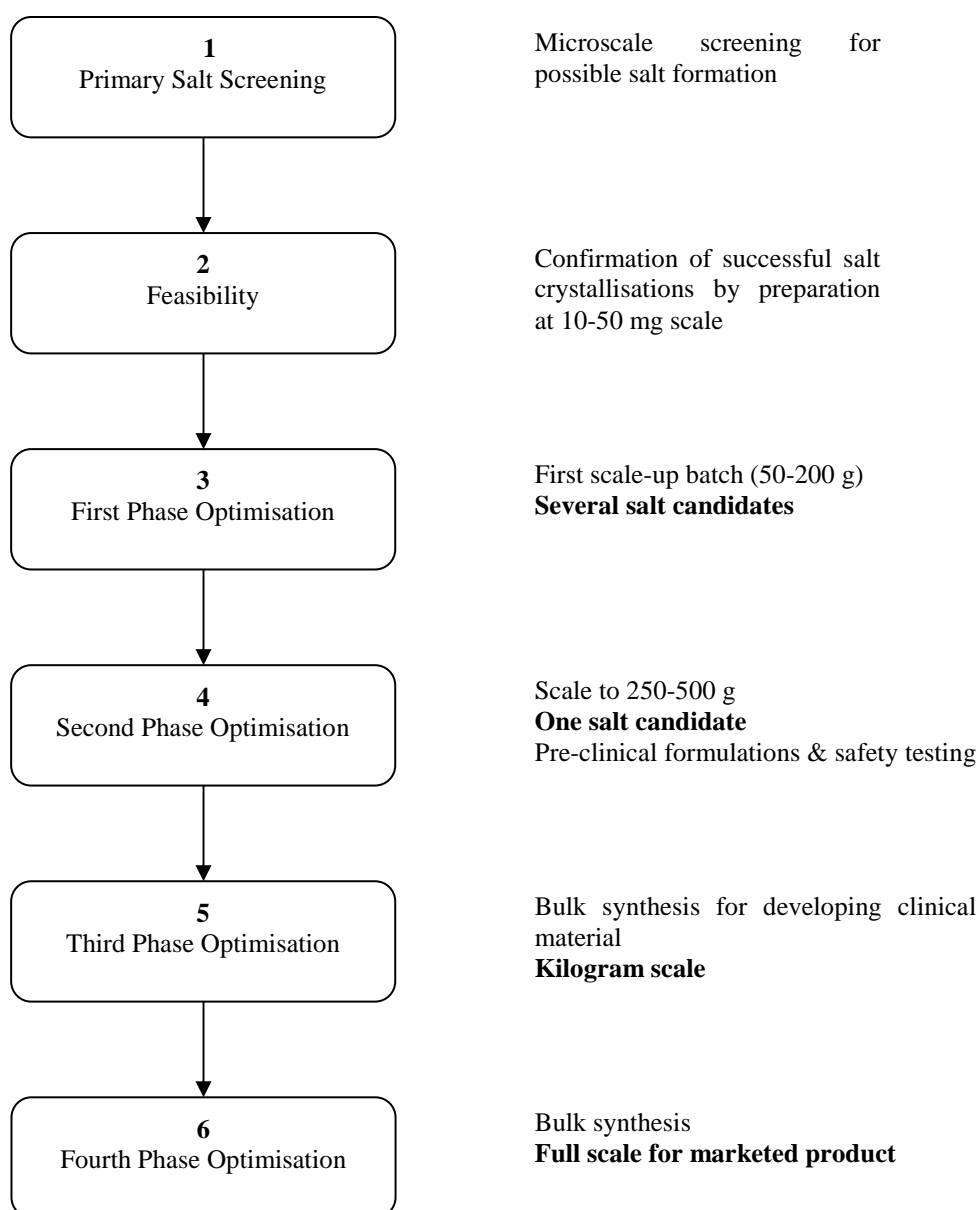 1
Primary Salt Screening
Microscale screening for
possible salt formation
2
Feasibility
Confirmation of successful salt
crystallisations by preparation
at 10-50 mg scale
3
First Phase Optimisation
First scale-up batch (50-200 g)
Several salt candidates
4
Second Phase Optimisation
Scale to 250-500 g
One salt candidate
Pre-clinical formulations & safety testing
5
Third Phase Optimisation
Bulk synthesis for developing clinical
material
Kilogram scale
6
Fourth Phase Optimisation
Bulk synthesis
Full scale for marketed product